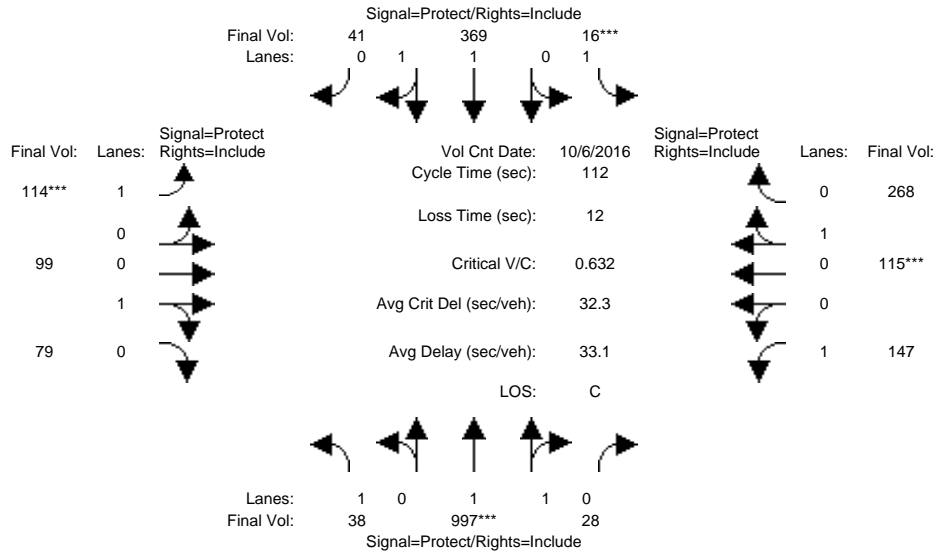 Signal=Protect/Rights=Include
Final Vol: 41 369 16***
Lanes: 0 1 1 0 1
Signal=Protect
Final Vol: Lanes: Rights=Include
Vol Cnt Date: 10/6/2016
Signal=Protect
Rights=Include Lanes: Final Vol:
Cycle Time (sec): 112
114*** 1
0 268
Loss Time (sec): 12
0
1
99 0
Critical V/C: 0.632
0 115***
1
Avg Crit Del (sec/veh): 32.3
0
79 0
Avg Delay (sec/veh): 33.1
1 147
LOS: C
Lanes: 1 0 1 1 0
Final Vol: 38 997*** 28
Signal=Protect/Rights=Include